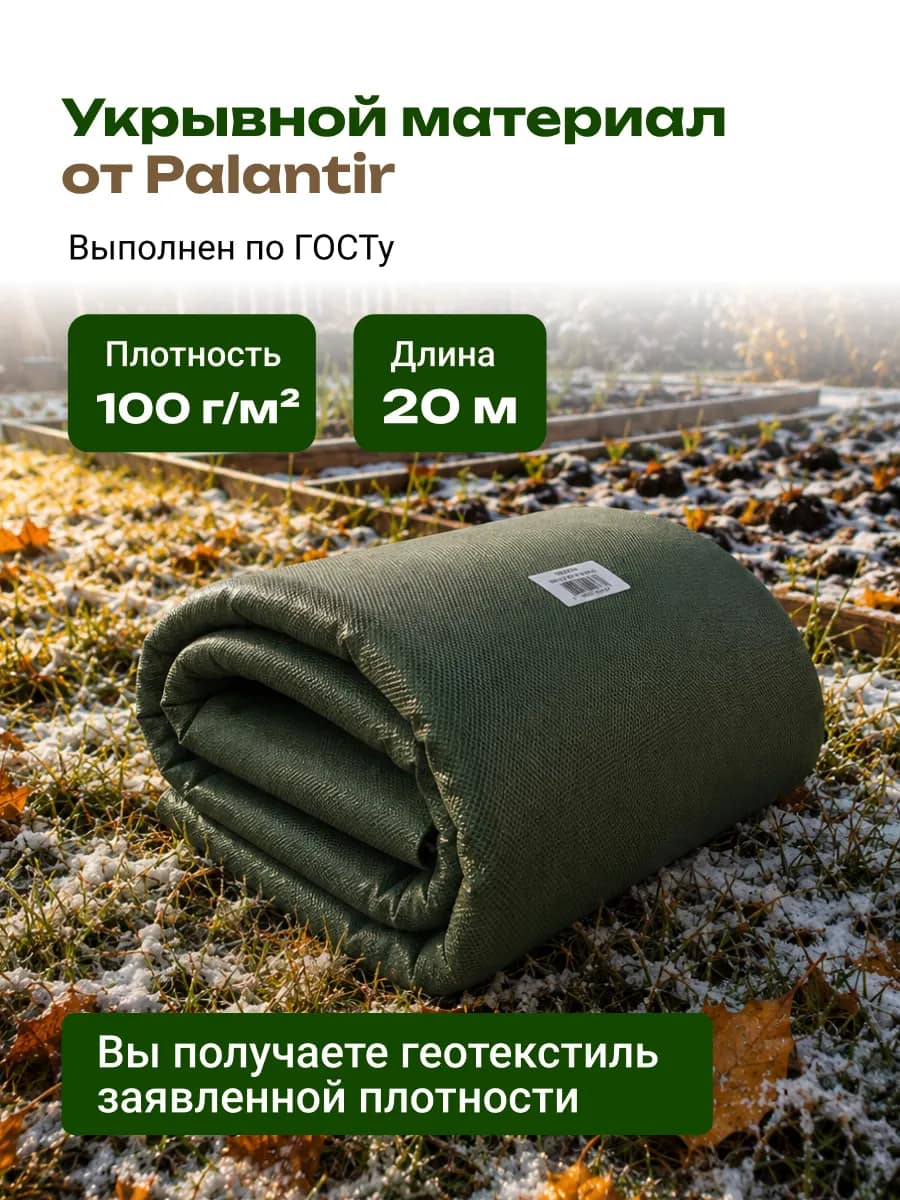 Укрывной материал
от Palantir
Выполнен по ГОСТу
Плотность
100 г/м²
Длина
20 м
Вы получаете геотекстиль
заявленной плотности